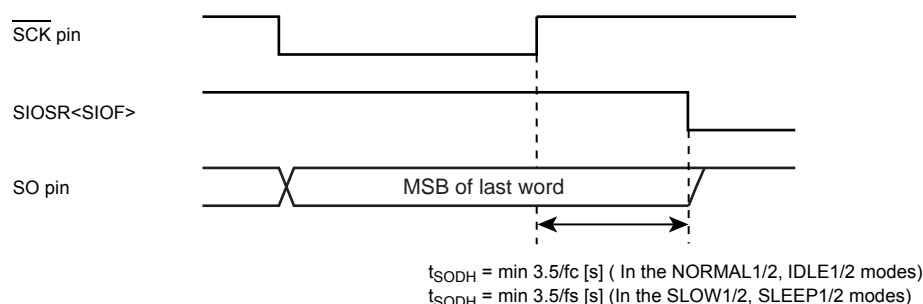 SCK pin
SIOSR<SIOF>
SO pin
MSB of last word
tSODH = min 3.5/fc [s] ( In the NORMAL1/2, IDLE1/2 modes)
tSODH = min 3.5/fs [s] (In the SLOW1/2, SLEEP1/2 modes)